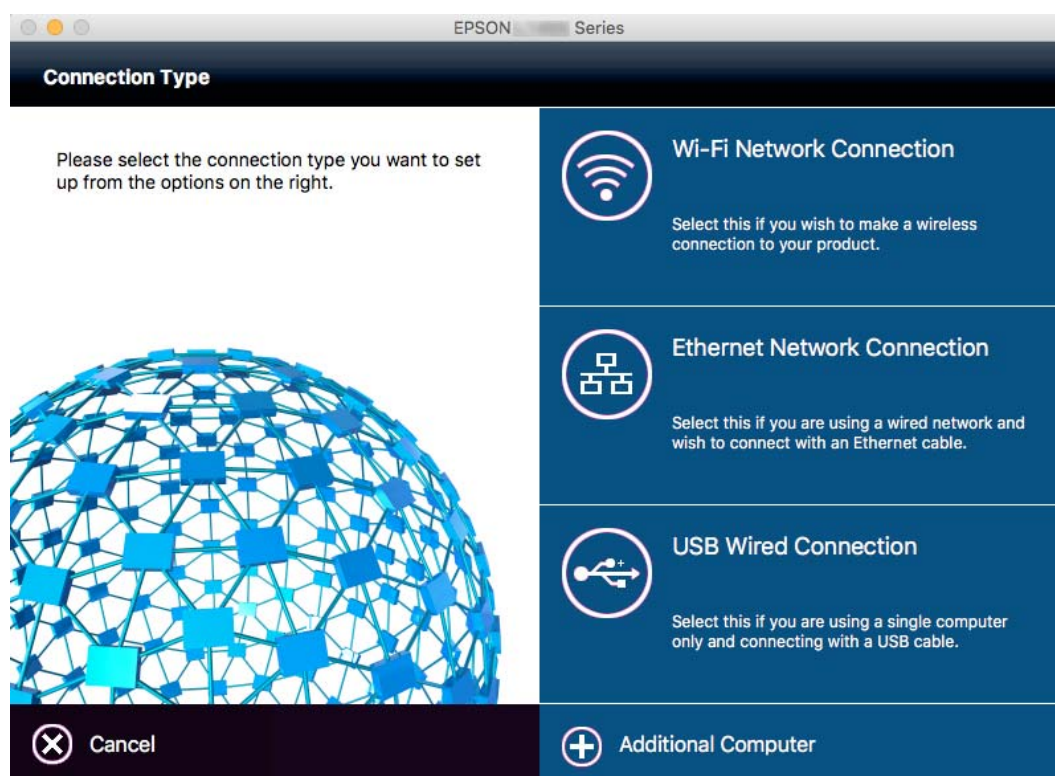 EPSON Series
Connection Type
Please select the connection type you want to set
up from the options on the right.
Wi-Fi Network Connection
Select this if you wish to make a wireless
connection to your product.
Ethernet Network Connection
Select this if you are using a wired network and
wish to connect with an Ethernet cable.
USB Wired Connection
Select this if you are using a single computer
only and connecting with a USB cable.
Cancel
Additional Computer